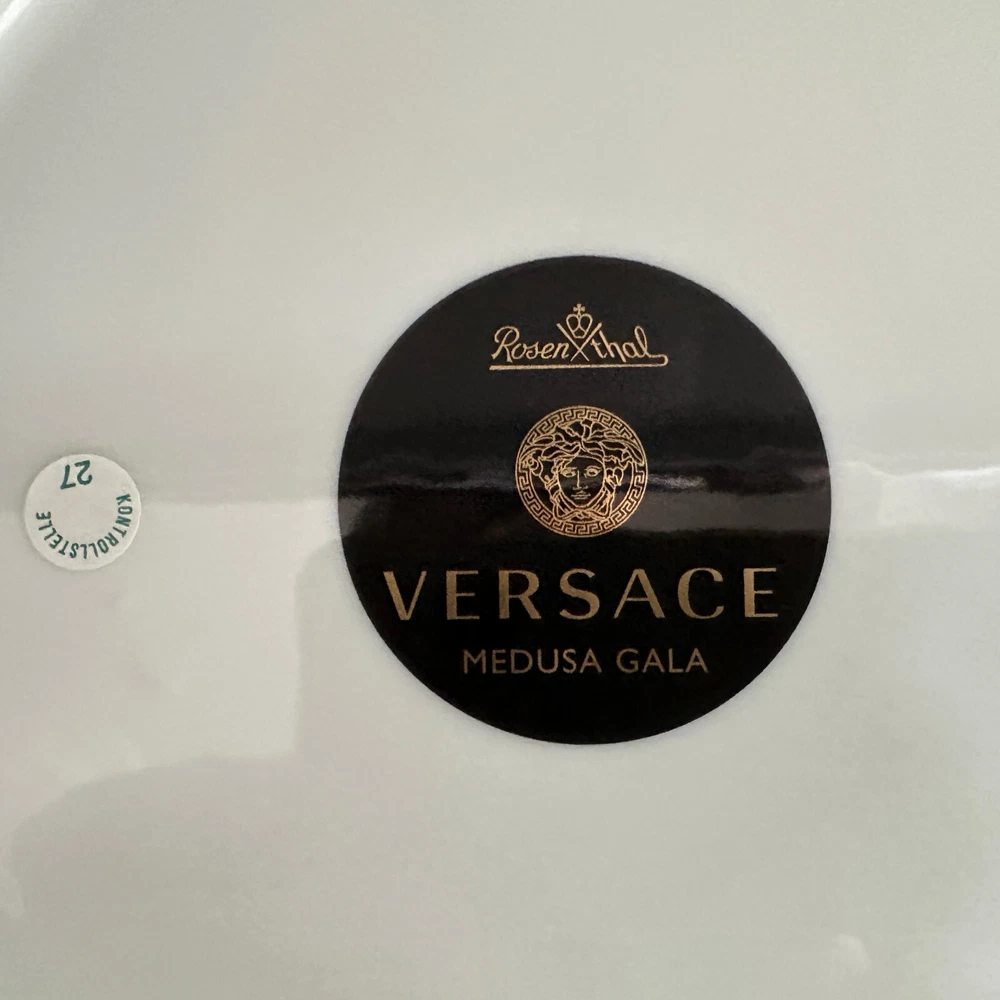 Rosenthal
VERSACE
MEDUSA GALA
27
KONTROLLSTELLE